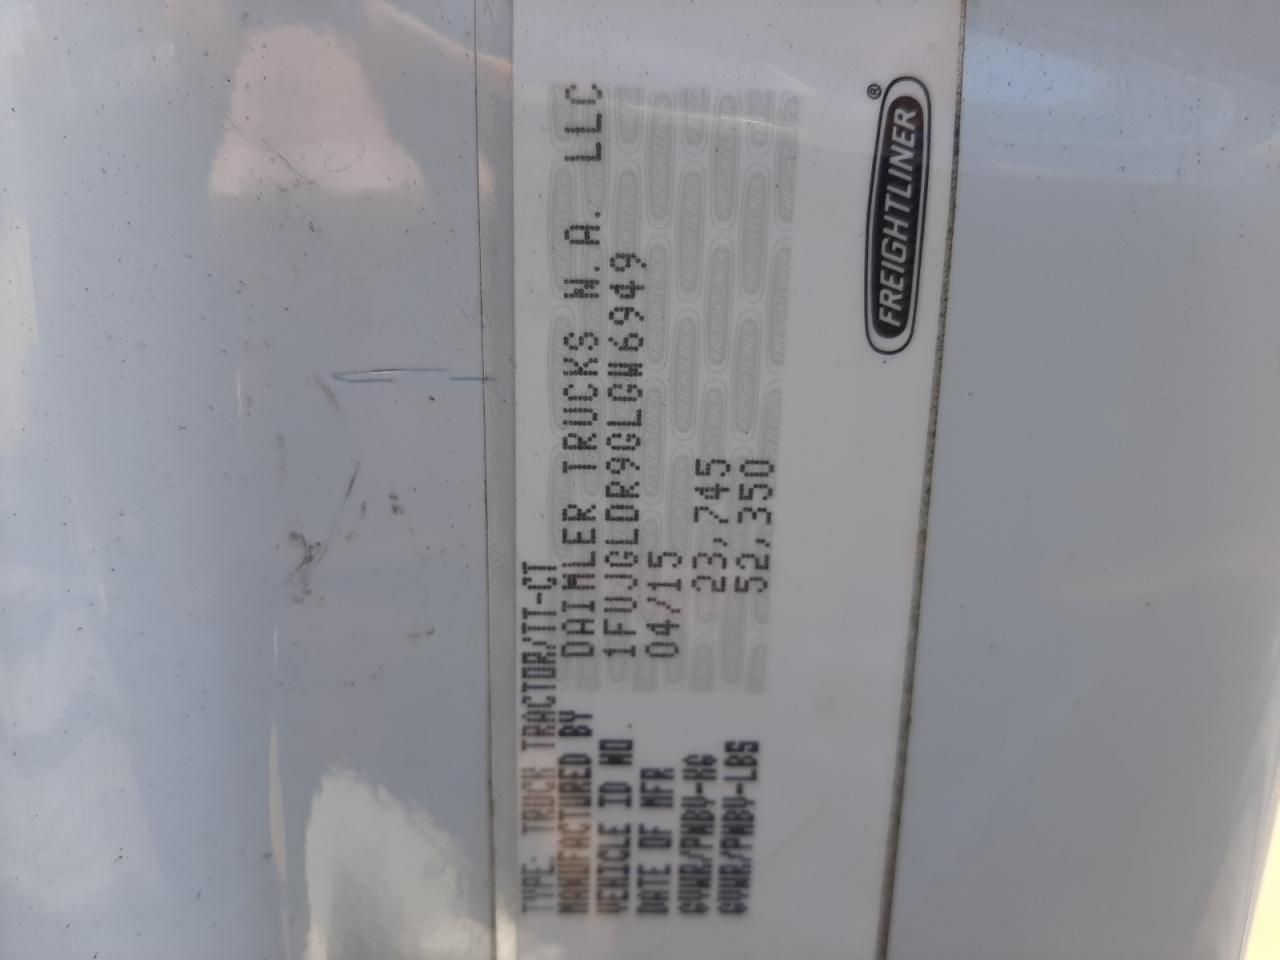 TYPE: TRUCK TRACTOR/TT-CT
MANUFACTURED BY DAIMLER TRUCKS N.A. LLC
VEHICLE ID NO. 1FUJGLDR9GLGW6949
DATE OF MFR 04/15
GVWR/PNBV-KG 23,745
GVWR/PNBV-LBS 52,350
FREIGHTLINER®